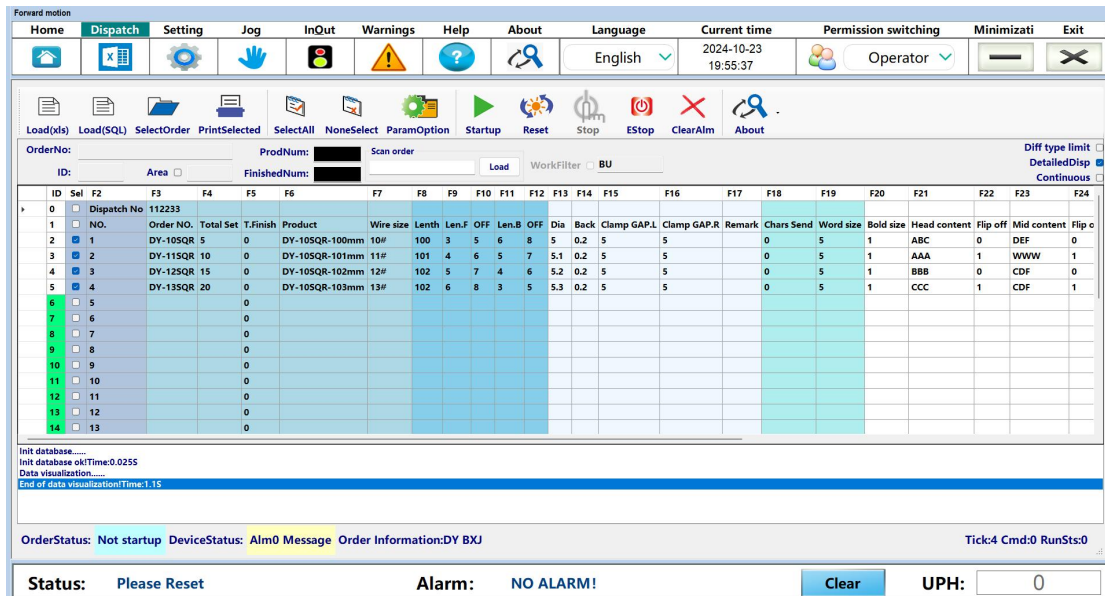 Forward motion
Home Dispatch Setting Jog InOut Warnings Help About Language Current time Permission switching Minimizati Exit
English 2024-10-23 19:55:37 Operator
Load(xls) Load(SQL) SelectOrder PrintSelected SelectAll NoneSelect ParamOption Startup Reset Stop EStop ClearAlm About
OrderNo: ProdNum: Scan order Diff type limit
Load WorkFilter BU DetailedDisp
ID: Area FinishedNum: Continuous
ID Sel F2 F3 F4 F5 F6 F7 F8 F9 F10 F11 F12 F13 F14 F15 F16 F17 F18 F19 F20 F21 F22 F23 F24
0 Dispatch No 112233
1 NO. Order NO. Total Set T.Finish Product Wire size Lenth Len.F OFF Len.B OFF Dia Back Clamp GAP.L Clamp GAP.R Remark Chars Send Word size Bold size Head content Flip off Mid content Flip o
2 1 DY-10SQR 5 0 DY-10SQR-100mm 10# 100 3 5 6 8 5 0.2 5 5 0 5 1 ABC 0 DEF 0
3 2 DY-11SQR 10 0 DY-10SQR-101mm 11# 101 4 6 5 7 5.1 0.2 5 5 0 5 1 AAA 1 WWW 1
4 3 DY-12SQR 15 0 DY-10SQR-102mm 12# 102 5 7 4 6 5.2 0.2 5 5 0 5 1 BBB 0 CDF 0
5 4 DY-13SQR 20 0 DY-10SQR-103mm 13# 102 6 8 3 5 5.3 0.2 5 5 0 5 1 CCC 1 CDF 1
6 5 0
7 6 0
8 7 0
9 8 0
10 9 0
11 10 0
12 11 0
13 12 0
14 13 0
Init database......
Init database ok!Time:0.025S
Data visualization......
End of data visualization!Time:1.1S
OrderStatus: Not startup DeviceStatus: Alm0 Message Order Information:DY BXJ Tick:4 Cmd:0 RunSts:0
Status: Please Reset Alarm: NO ALARM! Clear UPH: 0